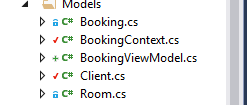 Models
C# Booking.cs
C# BookingContext.cs
C# BookingViewModel.cs
C# Client.cs
C# Room.cs